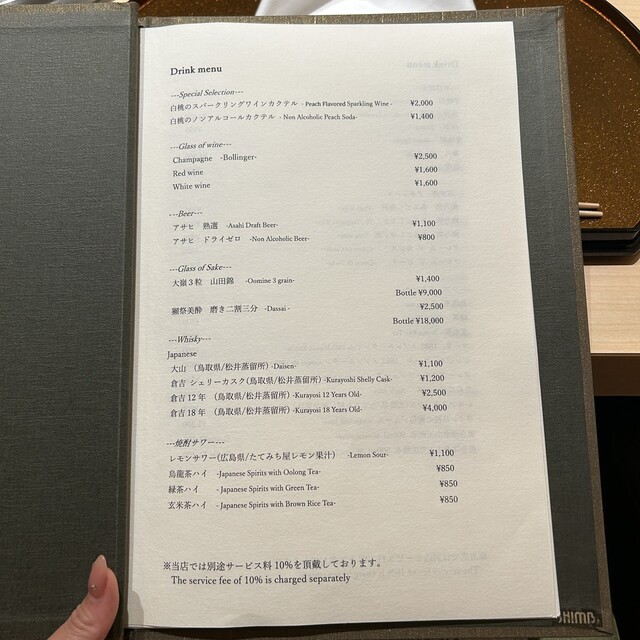 Drink menu
---Special Selection---
白桃のスパークリングワインカクテル - Peach Flavored Sparkling Wine - ¥2,000
白桃のノンアルコールカクテル - Non Alcoholic Peach Soda- ¥1,400
---Glass of wine---
Champagne -Bollinger- ¥2,500
Red wine ¥1,600
White wine ¥1,600
---Beer---
アサヒ 熟選 -Asahi Draft Beer- ¥1,100
アサヒ ドライゼロ -Non Alcoholic Beer- ¥800
---Glass of Sake---
大嶺3粒 山田錦 -Oomine 3 grain- ¥1,400
Bottle ¥9,000
獺祭美酔 磨き二割三分 -Dassai - ¥2,500
Bottle ¥18,000
---Whisky---
Japanese
大山 (鳥取県/松井蒸留所) -Daisen- ¥1,100
倉吉 シェリーカスク(鳥取県/松井蒸留所) -Kurayoshi Shelly Cask- ¥1,200
倉吉12年 (鳥取県/松井蒸留所) -Kurayosi 12 Years Old- ¥2,500
倉吉18年 (鳥取県/松井蒸留所) -Kurayosi 18 Years Old- ¥4,000
---焼酎サワー---
レモンサワー(広島県/たてみち屋レモン果汁) -Lemon Sour- ¥1,100
烏龍茶ハイ -Japanese Spirits with Oolong Tea- ¥850
緑茶ハイ - Japanese Spirits with Green Tea- ¥850
玄米茶ハイ - Japanese Spirits with Brown Rice Tea- ¥850
※当店では別途サービス料10%を頂戴しております。
The service fee of 10% is charged separately